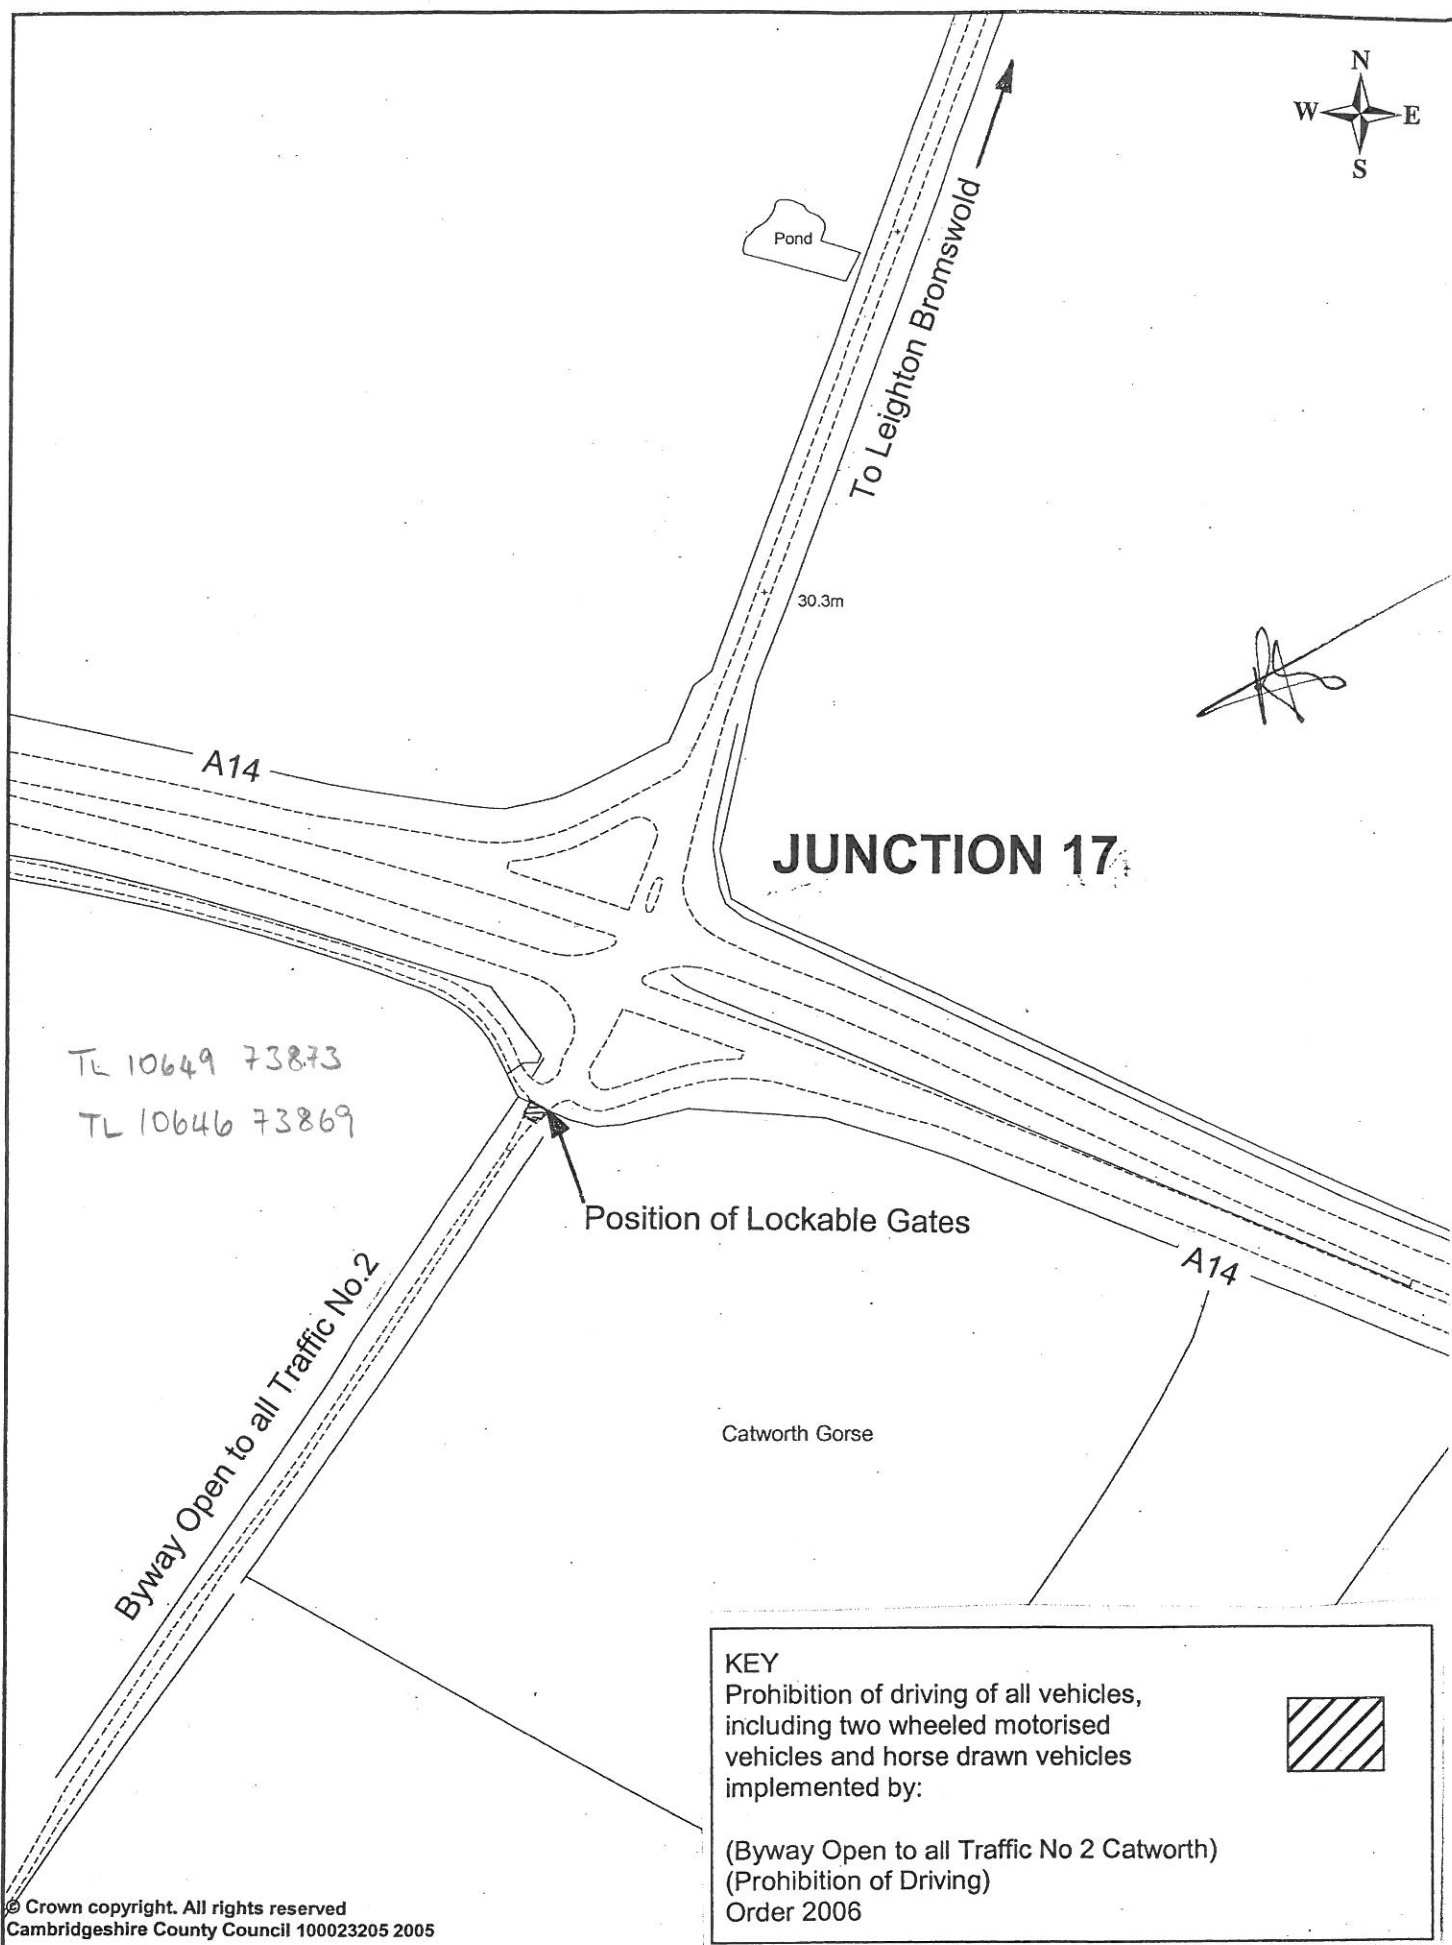 N
W E
S
To Leighton Bromswold
Pond
30.3m
A14
JUNCTION 17
TL 10649 73873
TL 10646 73869
Position of Lockable Gates
A14
Byway Open to all Traffic No.2
Catworth Gorse
KEY
Prohibition of driving of all vehicles,
including two wheeled motorised
vehicles and horse drawn vehicles
implemented by:
(Byway Open to all Traffic No 2 Catworth)
(Prohibition of Driving)
Order 2006
© Crown copyright. All rights reserved
Cambridgeshire County Council 100023205 2005